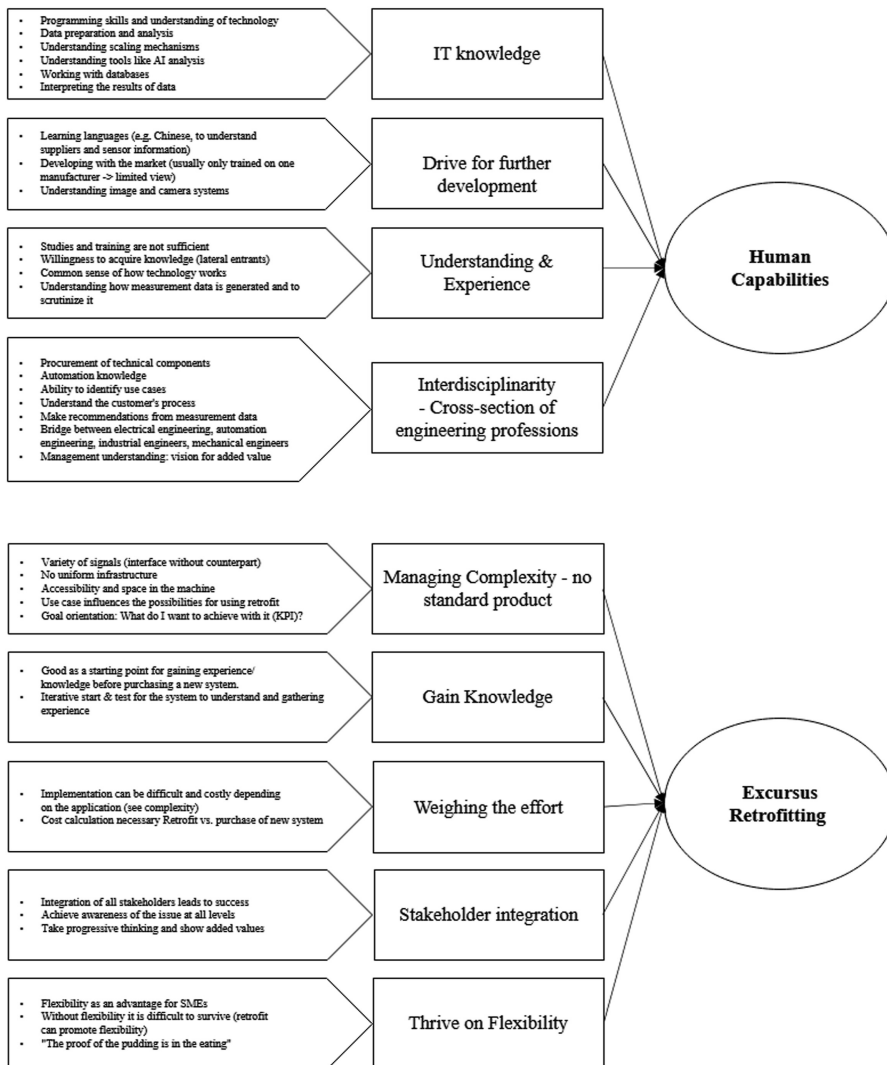 • Programming skills and understanding of technology
• Data preparation and analysis
• Understanding scaling mechanisms
• Understanding tools like AI analysis
• Working with databases
• Interpreting the results of data
IT knowledge
• Learning languages (e.g. Chinese, to understand
suppliers and sensor information)
• Developing with the market (usually only trained on one
manufacturer -> limited view)
• Understanding image and camera systems
Drive for further
development
• Studies and training are not sufficient
• Willingness to acquire knowledge (lateral entrants)
• Common sense of how technology works
• Understanding how measurement data is generated and to
scrutinize it
Understanding &
Experience
• Procurement of technical components
• Automation knowledge
• Ability to identify use cases
• Understand the customer's process
• Make recommendations from measurement data
• Bridge between electrical engineering, automation
engineering, industrial engineers, mechanical engineers
• Management understanding: vision for added value
Interdisciplinarity
- Cross-section of
engineering professions
Human
Capabilities
• Variety of signals (interface without counterpart)
• No uniform infrastructure
• Accessibility and space in the machine
• Use case influences the possibilities for using retrofit
• Goal orientation: What do I want to achieve with it (KPI)?
Managing Complexity - no
standard product
• Good as a starting point for gaining experience/
knowledge before purchasing a new system.
• Iterative start & test for the system to understand and gathering
experience
Gain Knowledge
• Implementation can be difficult and costly depending
on the application (see complexity)
• Cost calculation necessary Retrofit vs. purchase of new system
Weighing the effort
• Integration of all stakeholders leads to success
• Achieve awareness of the issue at all levels
• Take progressive thinking and show added values
Stakeholder integration
• Flexibility as an advantage for SMEs
• Without flexibility it is difficult to survive (retrofit
can promote flexibility)
• "The proof of the pudding is in the eating"
Thrive on Flexibility
Excursus
Retrofitting